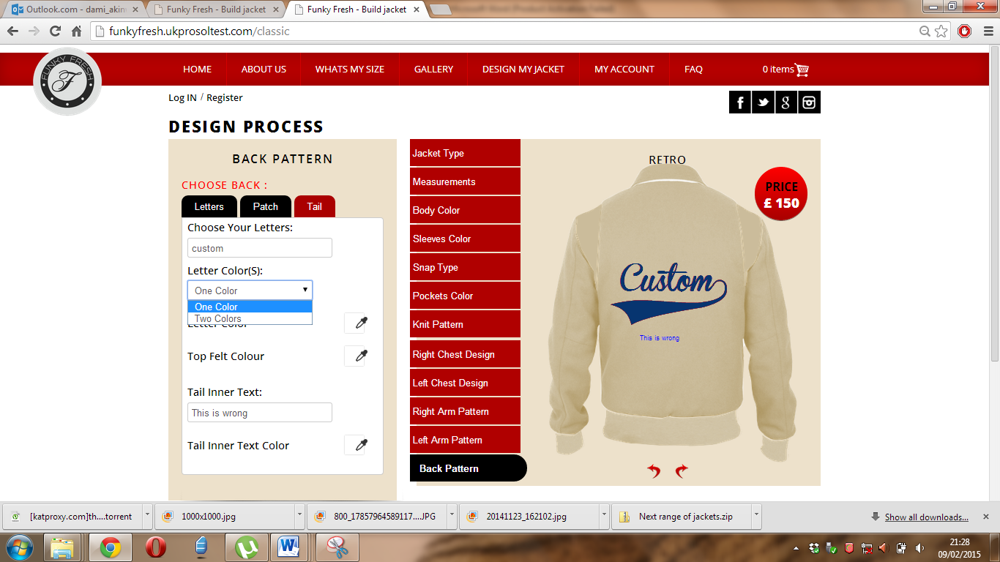 Outlook.com - dami_akin
Funky Fresh - Build jacket
Funky Fresh - Build jacket
funkyfresh.ukprosoltest.com/classic
FUNKY FRESH
F
HOME
ABOUT US
WHATS MY SIZE
GALLERY
DESIGN MY JACKET
MY ACCOUNT
FAQ
0 items
Log IN / Register
DESIGN PROCESS
BACK PATTERN
CHOOSE BACK :
Letters
Patch
Tail
Choose Your Letters:
custom
Letter Color(S):
One Color
One Color
Two Colors
Letter Color
Top Felt Colour
Tail Inner Text:
This is wrong
Tail Inner Text Color
Jacket Type
Measurements
Body Color
Sleeves Color
Snap Type
Pockets Color
Knit Pattern
Right Chest Design
Left Chest Design
Right Arm Pattern
Left Arm Pattern
Back Pattern
RETRO
PRICE
£ 150
Custom
This is wrong
[katproxy.com]th....torrent
1000x1000.jpg
800_17857964589117....JPG
20141123_162102.jpg
Next range of jackets.zip
Show all downloads...
21:28
09/02/2015